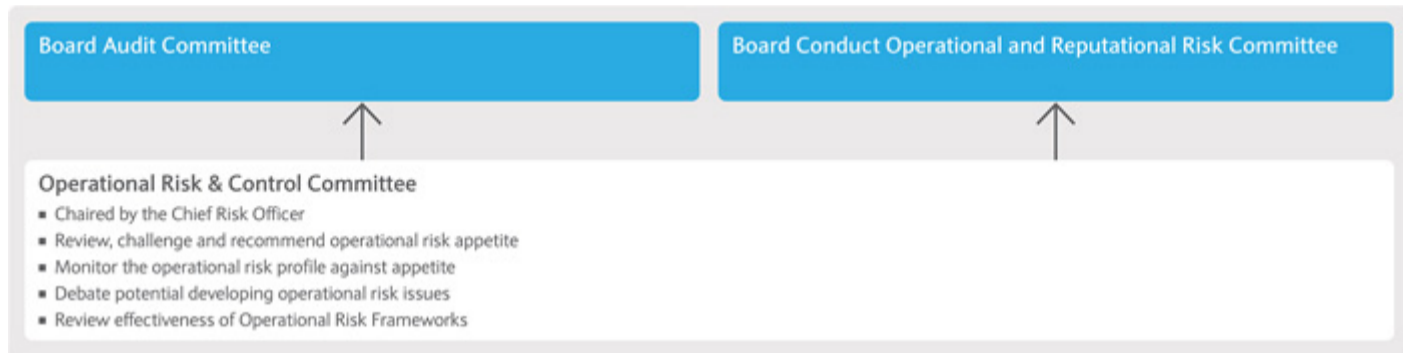 Board Audit Committee
Board Conduct Operational and Reputational Risk Committee
Operational Risk & Control Committee
▪ Chaired by the Chief Risk Officer
▪ Review, challenge and recommend operational risk appetite
▪ Monitor the operational risk profile against appetite
▪ Debate potential developing operational risk issues
▪ Review effectiveness of Operational Risk Frameworks